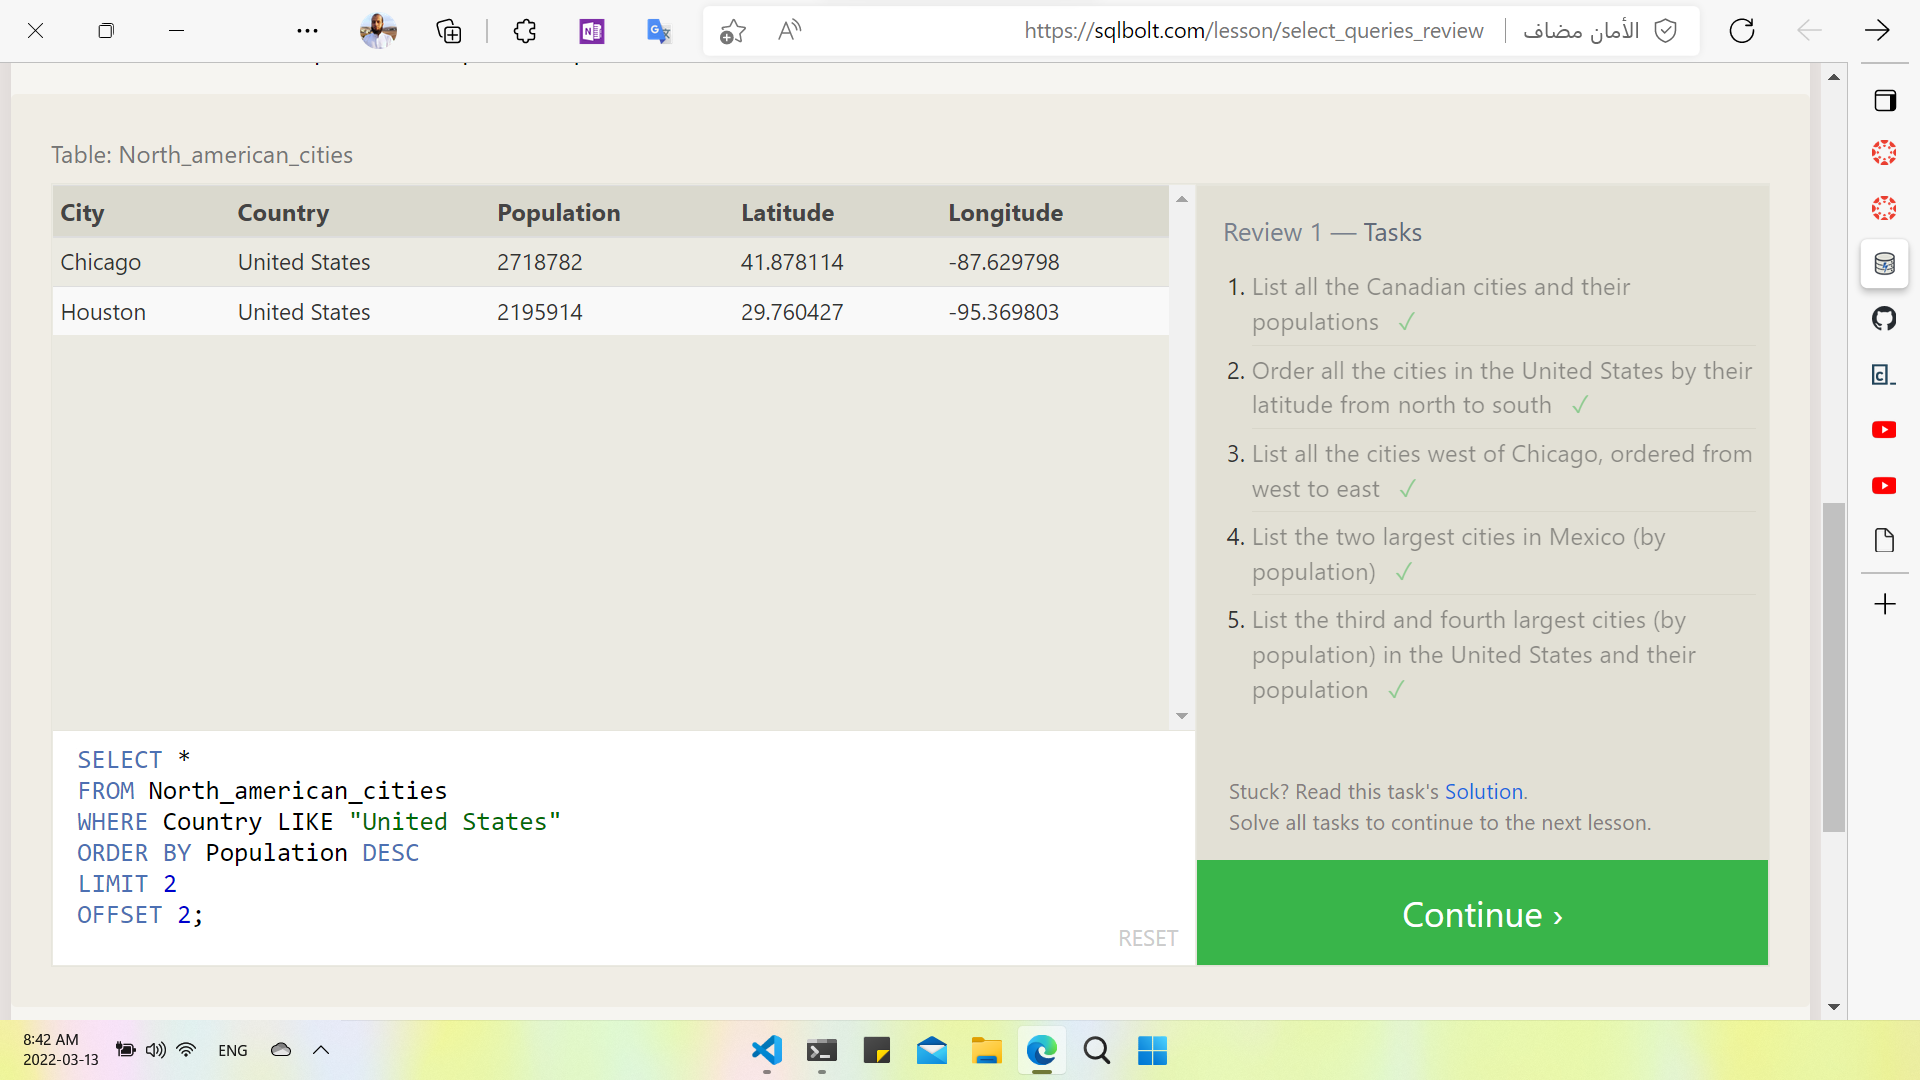 https://sqlbolt.com/lesson/select_queries_review
الأمان مضاف
Table: North_american_cities
City Country Population Latitude Longitude
Chicago United States 2718782 41.878114 -87.629798
Houston United States 2195914 29.760427 -95.369803
Review 1 — Tasks
1. List all the Canadian cities and their
populations ✓
2. Order all the cities in the United States by their
latitude from north to south ✓
3. List all the cities west of Chicago, ordered from
west to east ✓
4. List the two largest cities in Mexico (by
population) ✓
5. List the third and fourth largest cities (by
population) in the United States and their
population ✓
Stuck? Read this task's Solution.
Solve all tasks to continue to the next lesson.
Continue ›
SELECT *
FROM North_american_cities
WHERE Country LIKE "United States"
ORDER BY Population DESC
LIMIT 2
OFFSET 2;
RESET
8:42 AM
2022-03-13
ENG